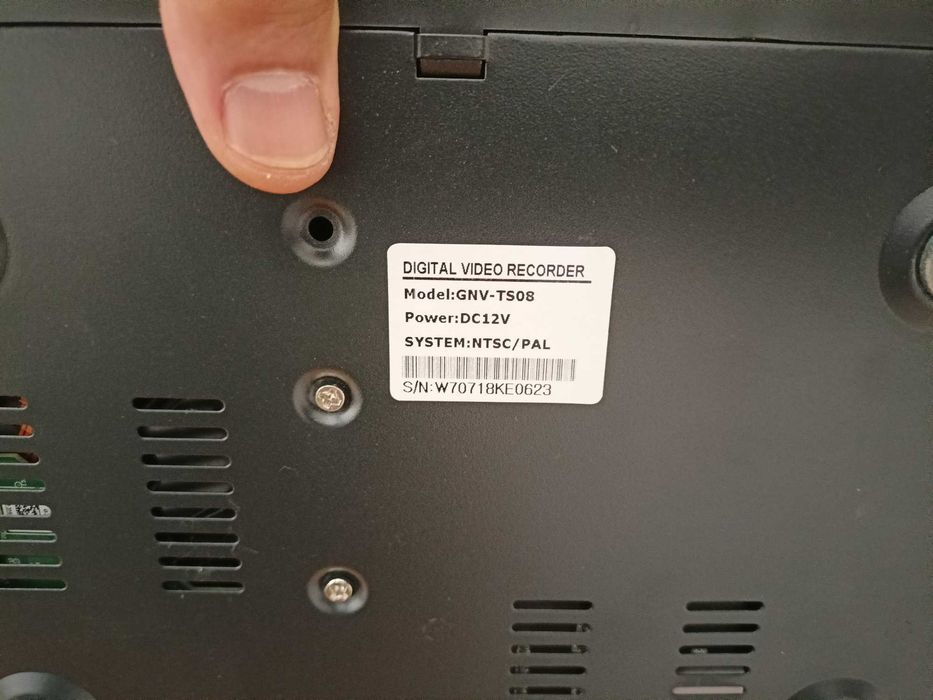 DIGITAL VIDEO RECORDER
Model:GNV-TS08
Power:DC12V
SYSTEM:NTSC/PAL
S/N:W70718KE0623